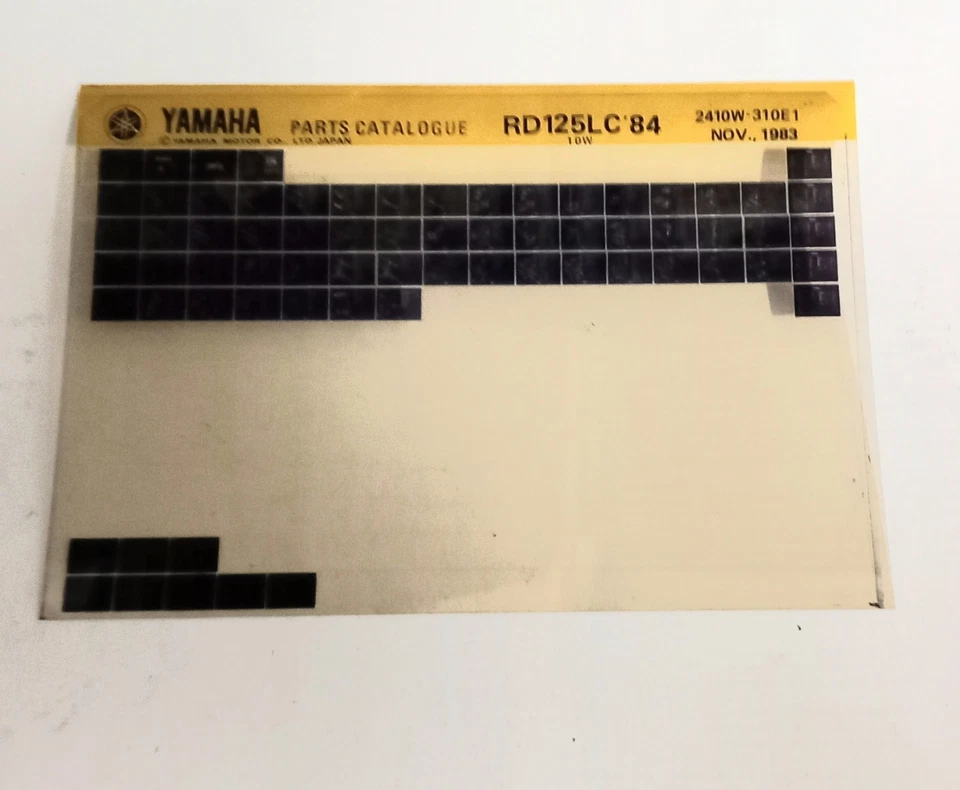 YAMAHA PARTS CATALOGUE RD125LC'84 2410W-310E1
© YAMAHA MOTOR CO., LTD. JAPAN 10W NOV., 1983